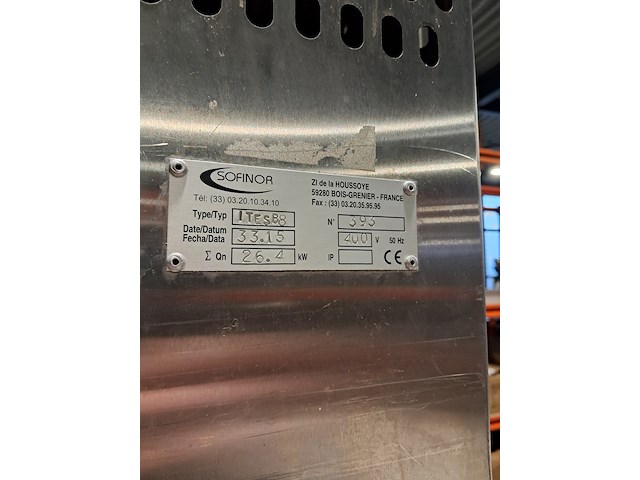 SOFINOR
Tél: (33) 03.20.10.34.10
ZI de la HOUSSOYE
59280 BOIS-GRENIER - FRANCE
Fax : (33) 03.20.35.95.95
Type/Typ ITES88 N° 393
Date/Datum
Fecha/Data 33.15 400 V 50 Hz
Σ Qn 26.4 kW IP CE